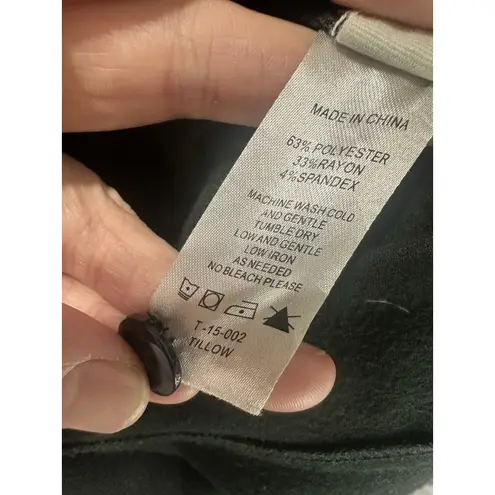 MADE IN CHINA
63% POLYESTER
33% RAYON
4% SPANDEX
MACHINE WASH COLD
AND GENTLE
TUMBLE DRY
LOW AND GENTLE
LOW IRON
AS NEEDED
NO BLEACH PLEASE
T-15-002
TILLOW